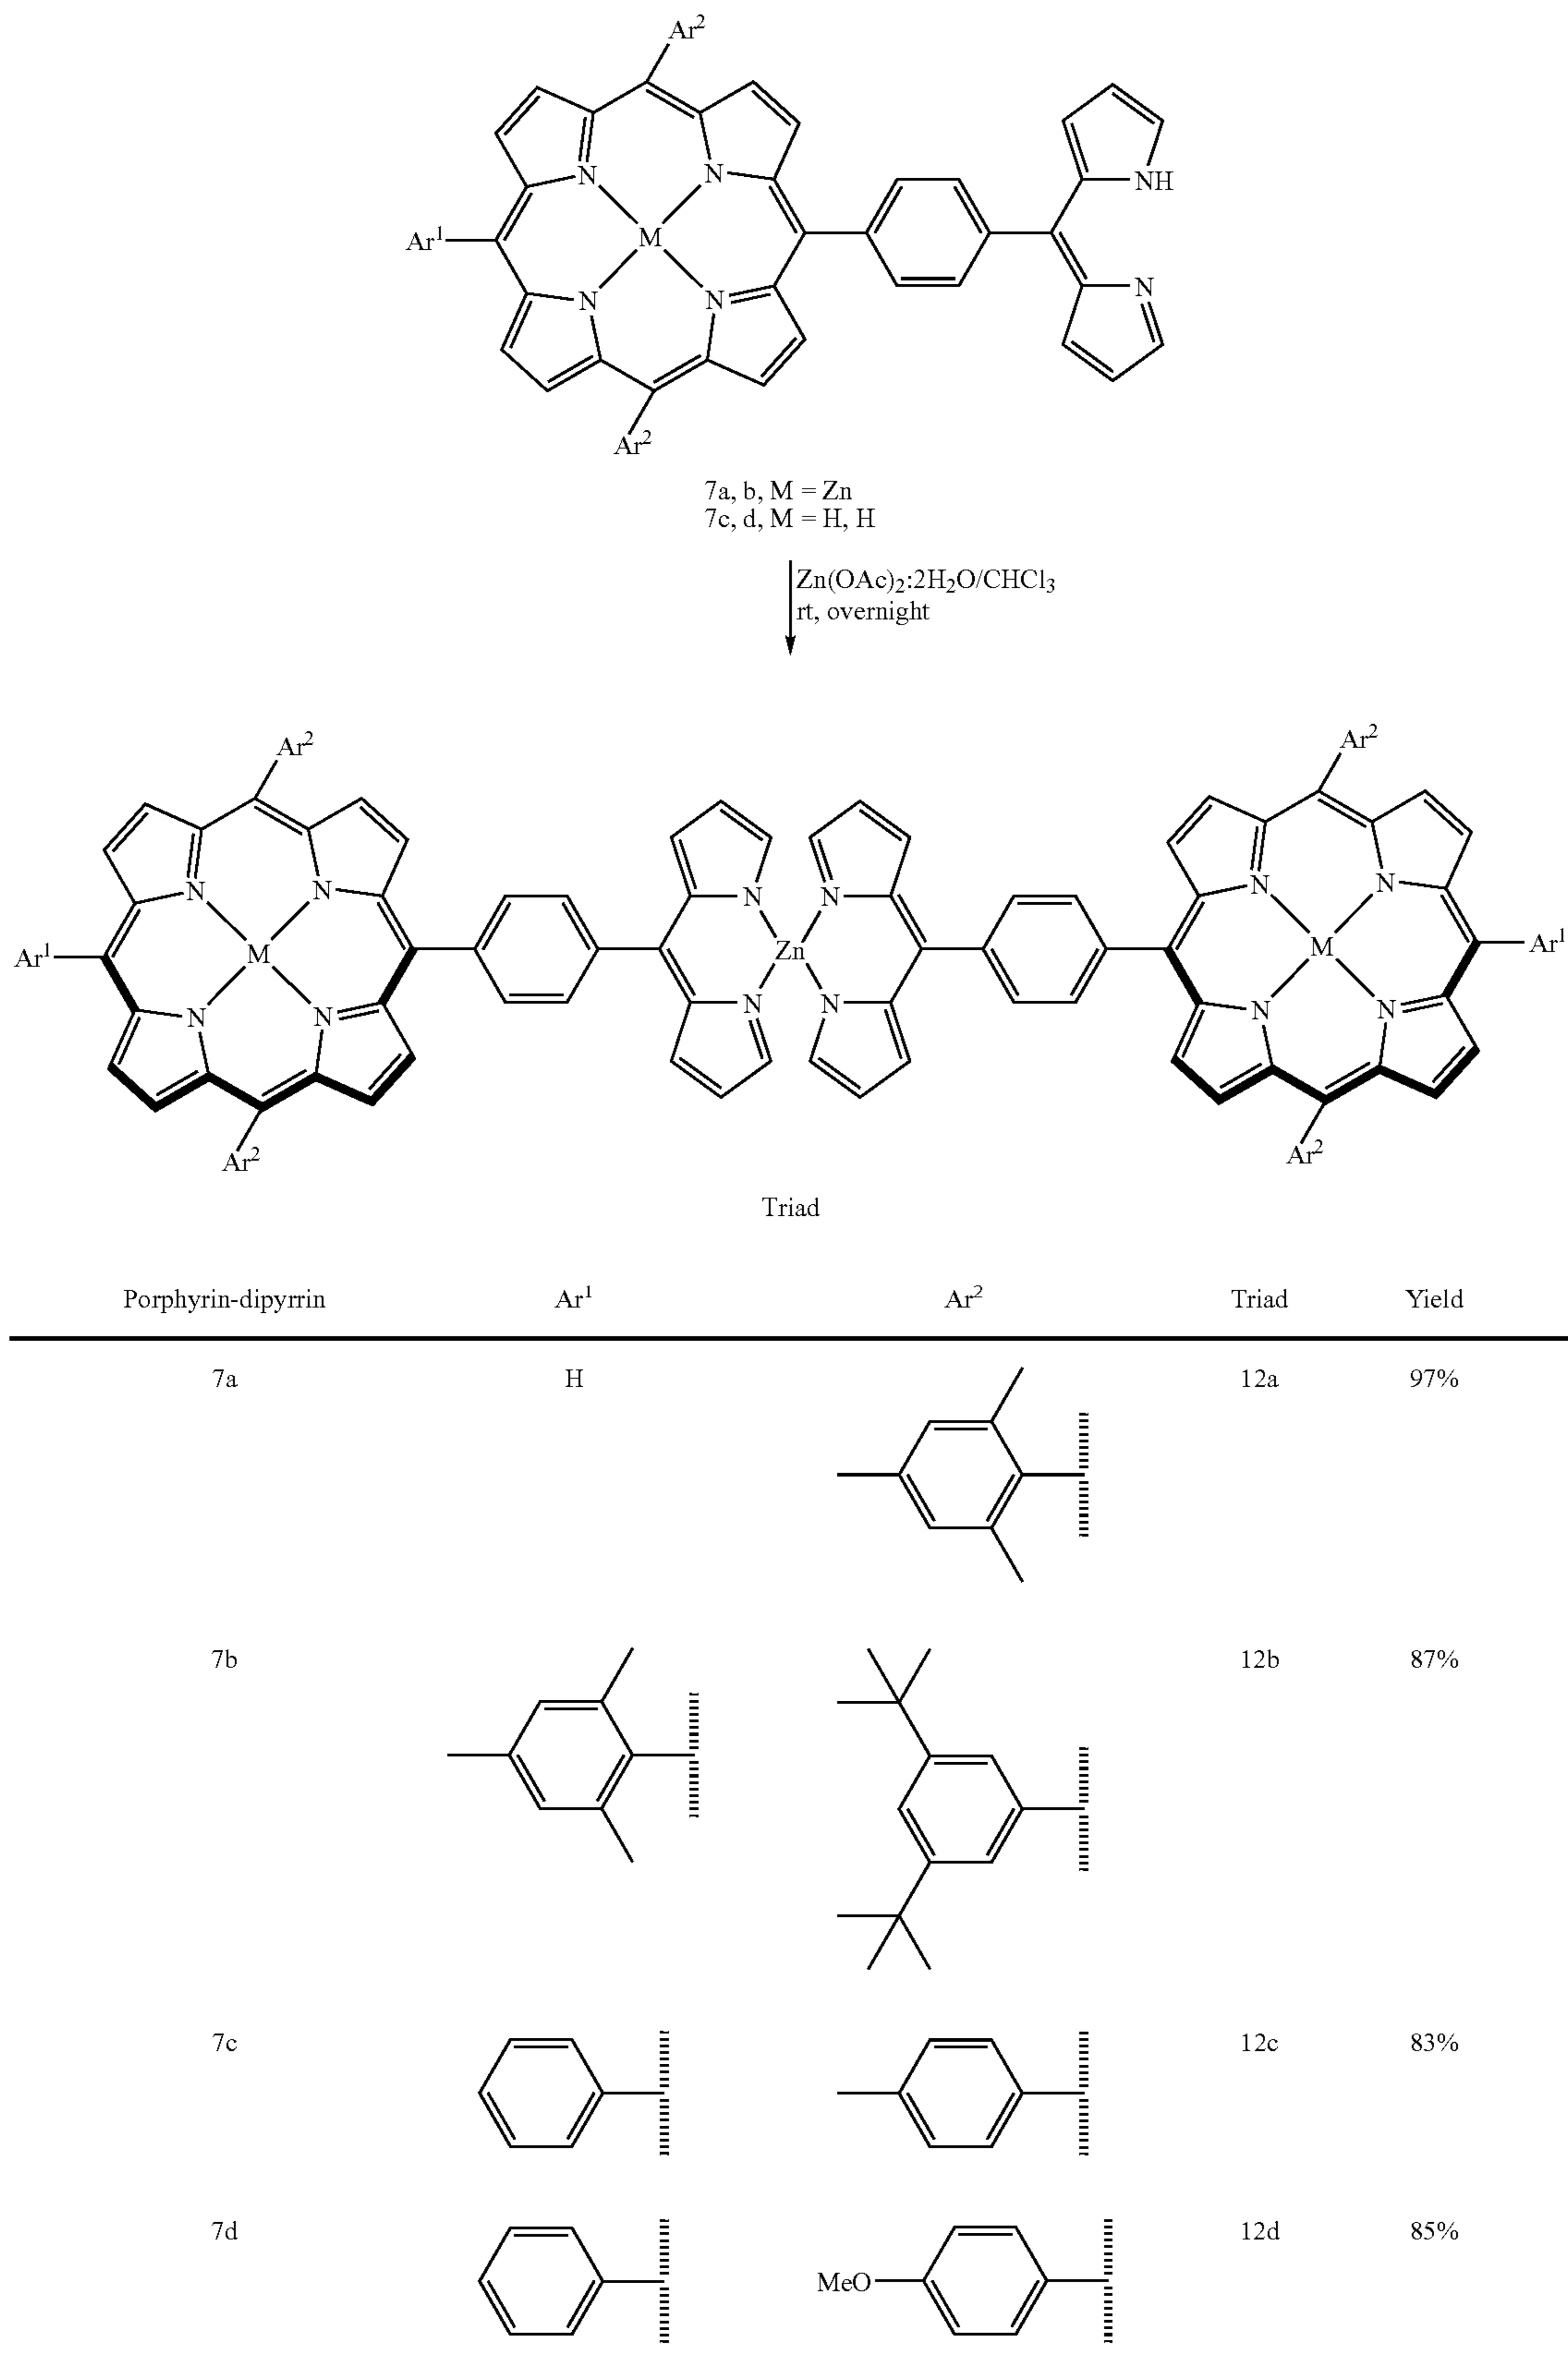 Ar²
N
N
NH
Ar¹
M
N
N
N
Ar²
7a, b, M = Zn
7c, d, M = H, H
Zn(OAc)₂:2H₂O/CHCl₃
rt, overnight
Ar²
Ar²
N
N
N
N
N
N
Ar¹
M
Zn
M
Ar¹
N
N
N
N
N
N
Ar²
Ar²
Triad
Porphyrin-dipyrrin Ar¹ Ar² Triad Yield
7a H 12a 97%
7b 12b 87%
7c 12c 83%
7d 12d 85%
MeO